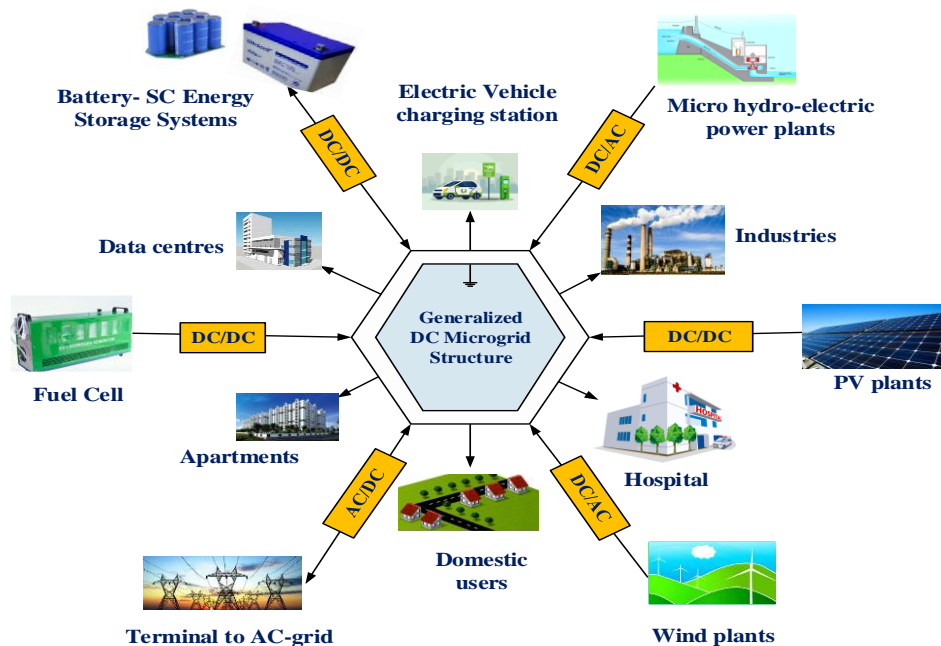 Battery- SC Energy
Storage Systems
Electric Vehicle
charging station
Micro hydro-electric
power plants
DC/DC
DC/AC
Data centres
Industries
Generalized
DC Microgrid
Structure
DC/DC
DC/DC
Fuel Cell
PV plants
HOSPITAL
Apartments
Hospital
AC/DC
DC/AC
Domestic
users
Terminal to AC-grid
Wind plants